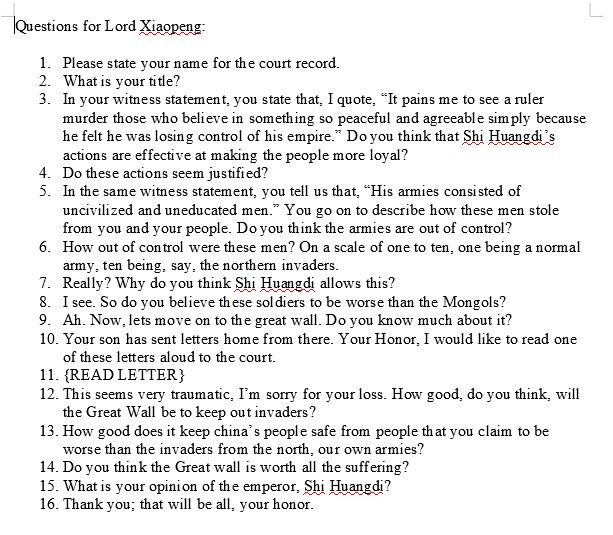 Questions for Lord Xiaopeng:
1. Please state your name for the court record.
2. What is your title?
3. In your witness statement, you state that, I quote, “It pains me to see a ruler
murder those who believe in something so peaceful and agreeable simply because
he felt he was losing control of his empire.” Do you think that Shi Huangdi’s
actions are effective at making the people more loyal?
4. Do these actions seem justified?
5. In the same witness statement, you tell us that, “His armies consisted of
uncivilized and uneducated men.” You go on to describe how these men stole
from you and your people. Do you think the armies are out of control?
6. How out of control were these men? On a scale of one to ten, one being a normal
army, ten being, say, the northern invaders.
7. Really? Why do you think Shi Huangdi allows this?
8. I see. So do you believe these soldiers to be worse than the Mongols?
9. Ah. Now, lets move on to the great wall. Do you know much about it?
10. Your son has sent letters home from there. Your Honor, I would like to read one
of these letters aloud to the court.
11. {READ LETTER}
12. This seems very traumatic, I’m sorry for your loss. How good, do you think, will
the Great Wall be to keep out invaders?
13. How good does it keep china’s people safe from people that you claim to be
worse than the invaders from the north, our own armies?
14. Do you think the Great wall is worth all the suffering?
15. What is your opinion of the emperor, Shi Huangdi?
16. Thank you; that will be all, your honor.